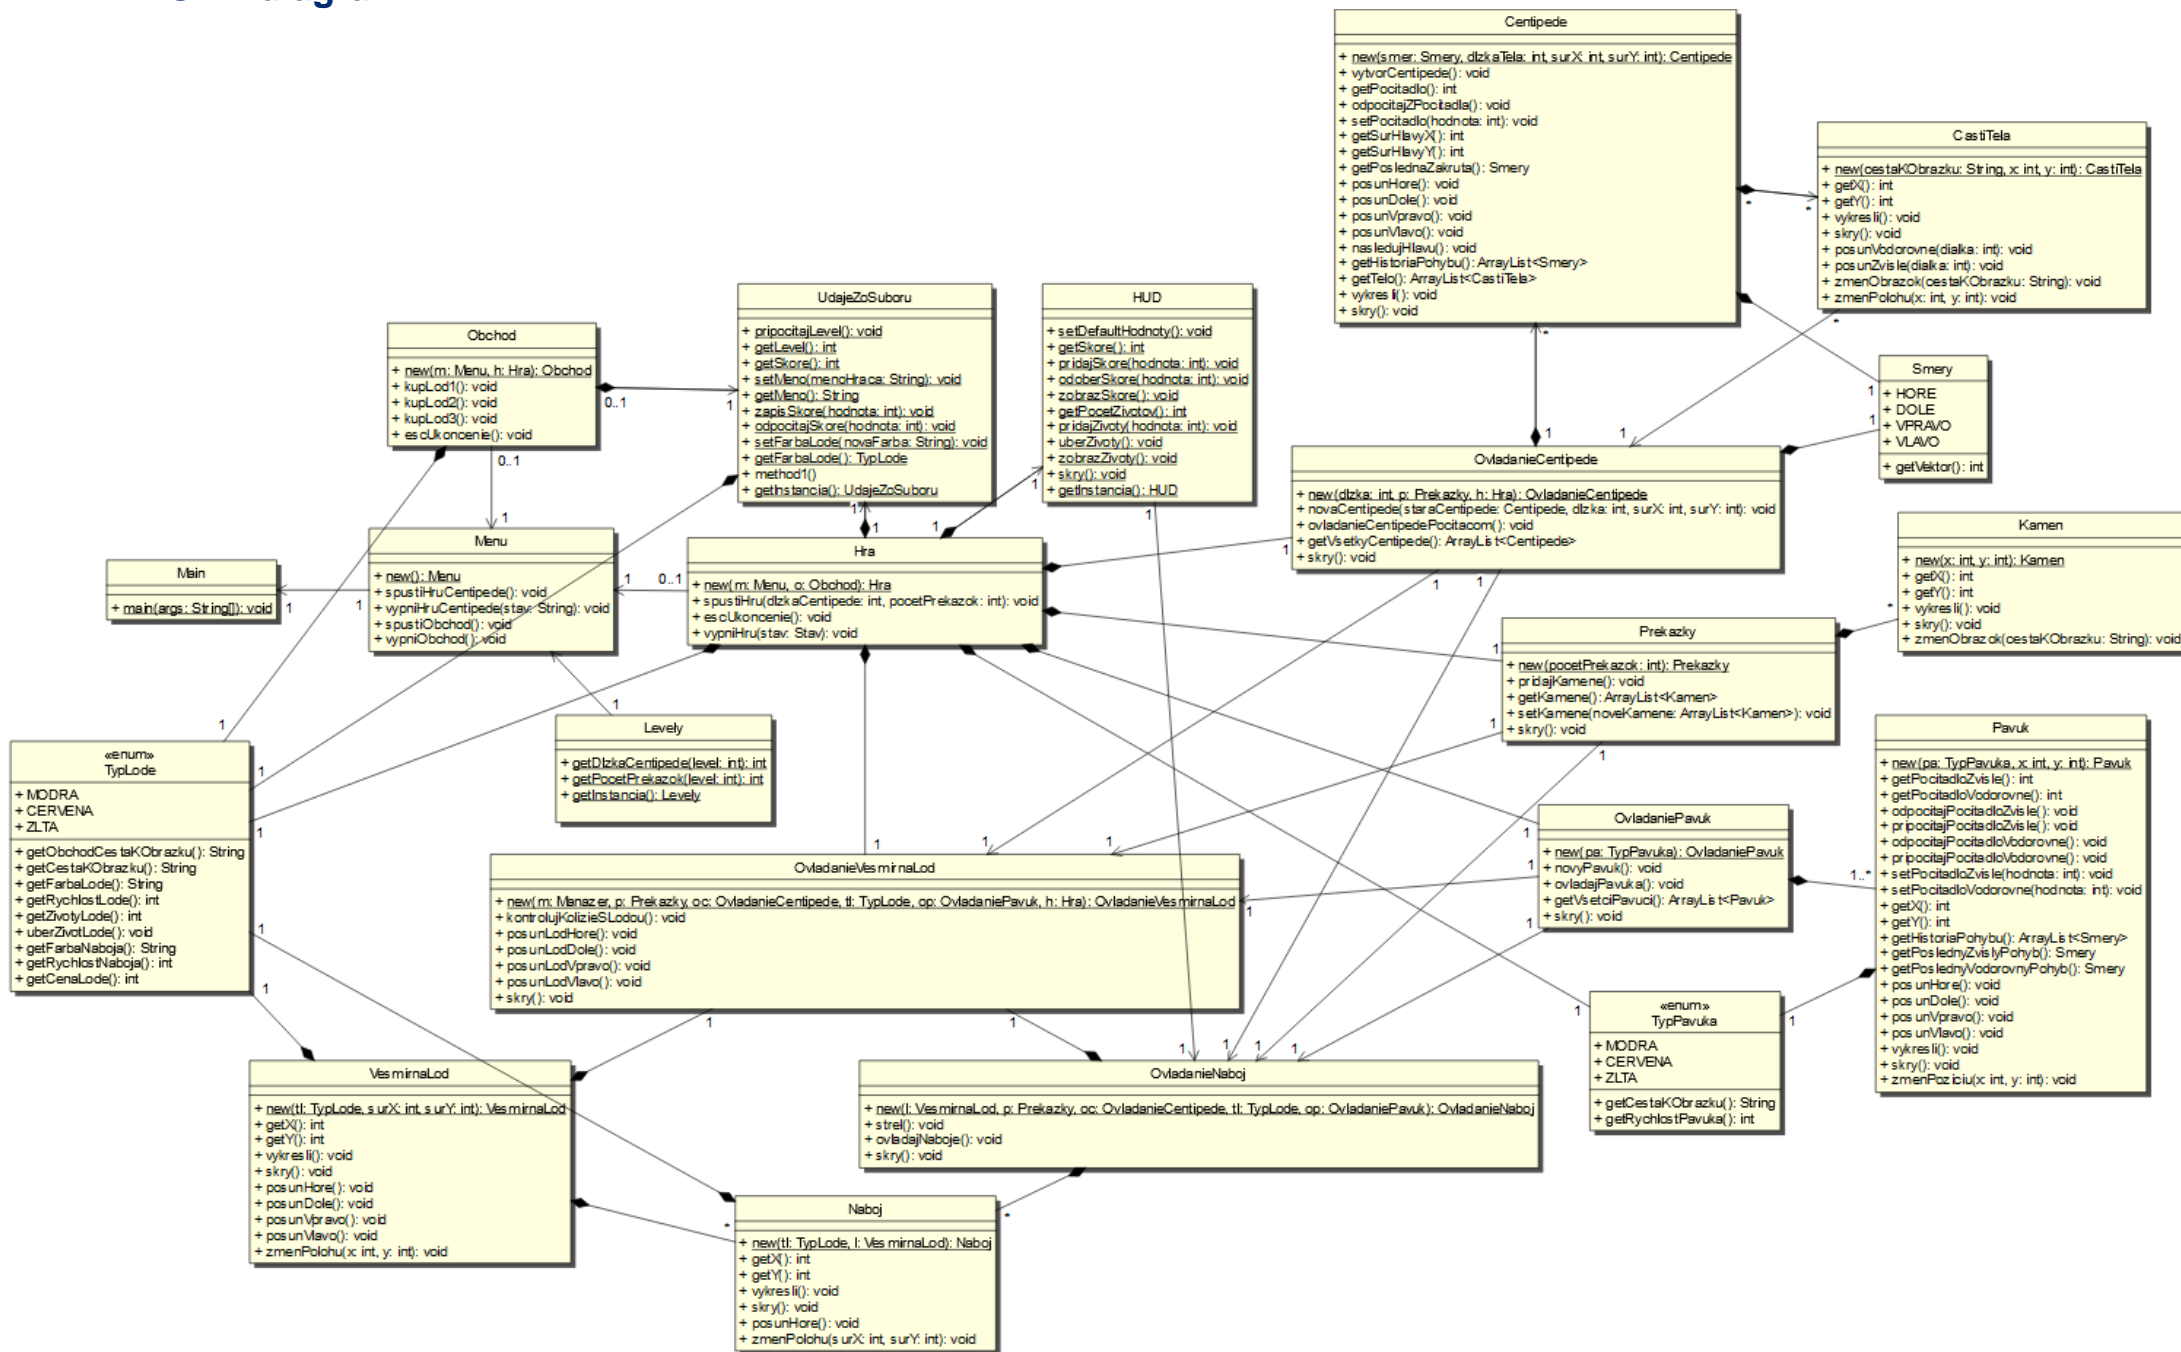 Centipede
+ new(smer: Smery, dlzkaTela: int, surX: int, surY: int): Centipede
+ vytvorCentipede(): void
+ getPocitadlo(): int
+ odpocitajZPocitadla(): void
+ setPocitadlo(hodnota: int): void
+ getSurHlavyX(): int
+ getSurHlavyY(): int
+ getPoslednaZakruta(): Smery
+ posunHore(): void
+ posunDole(): void
+ posunVpravo(): void
+ posunVlavo(): void
+ nasledujHlavu(): void
+ getHistoriaPohybu(): ArrayList<Smery>
+ getTelo(): ArrayList<CastiTela>
+ vykresli(): void
+ skry(): void
CastiTela
+ new(cestaKObrazku: String, x: int, y: int): CastiTela
+ getX(): int
+ getY(): int
+ vykresli(): void
+ skry(): void
+ posunVodorovne(dialka: int): void
+ posunZvisle(dialka: int): void
+ zmenObrazok(cestaKObrazku: String): void
+ zmenPolohu(x: int, y: int): void
UdajeZoSuboru
+ pripocitajLevel(): void
+ getLevel(): int
+ getSkore(): int
+ setMeno(menoHraca: String): void
+ getMeno(): String
+ zapisSkore(hodnota: int): void
+ odpocitajSkore(hodnota: int): void
+ setFarbaLode(novaFarba: String): void
+ getFarbaLode(): TypLode
+ method1()
+ getInstancia(): UdajeZoSuboru
HUD
+ setDefaultHodnoty(): void
+ getSkore(): int
+ pridajSkore(hodnota: int): void
+ odoberSkore(hodnota: int): void
+ zobrazSkore(): void
+ getPocetZivotov(): int
+ pridajZivoty(hodnota: int): void
+ uberZivoty(): void
+ zobrazZivoty(): void
+ skry(): void
+ getInstancia(): HUD
Obchod
+ new(m: Menu, h: Hra): Obchod
+ kupLod1(): void
+ kupLod2(): void
+ kupLod3(): void
+ escUkoncenie(): void
0..1
1
0..1
1
Smery
+ HORE
+ DOLE
+ VPRAVO
+ VLAVO
+ getVektor(): int
OvladanieCentipede
+ new(dlzka: int, p: Prekazky, h: Hra): OvladanieCentipede
+ novaCentipede(staraCentipede: Centipede, dlzka: int, surX: int, surY: int): void
+ ovladanieCentipedePocitacom(): void
+ getVsetkyCentipede(): ArrayList<Centipede>
+ skry(): void
Kamen
+ new(x: int, y: int): Kamen
+ getX(): int
+ getY(): int
+ vykresli(): void
+ skry(): void
+ zmenObrazok(cestaKObrazku: String): void
Main
+ main(args: String[]): void
Menu
+ new(): Menu
+ spustiHruCentipede(): void
+ vypniHruCentipede(stav: String): void
+ spustiObchod(): void
+ vypniObchod(): void
Hra
+ new(m: Menu, o: Obchod): Hra
+ spustiHru(dlzkaCentipede: int, pocetPrekazok: int): void
+ escUkoncenie(): void
+ vypniHru(stav: Stav): void
1
0..1
Prekazky
+ new(pocetPrekazok: int): Prekazky
+ pridajKamene(): void
+ getKamene(): ArrayList<Kamen>
+ setKamene(noveKamene: ArrayList<Kamen>): void
+ skry(): void
Levely
+ getDlzkaCentipede(level: int): int
+ getPocetPrekazok(level: int): int
+ getInstancia(): Levely
«enum»
TypLode
+ MODRA
+ CERVENA
+ ZLTA
+ getObchodCestaKObrazku(): String
+ getCestaKObrazku(): String
+ getFarbaLode(): String
+ getRychlostLode(): int
+ getZivotyLode(): int
+ uberZivotLode(): void
+ getFarbaNaboja(): String
+ getRychlostNaboja(): int
+ getCenaLode(): int
Pavuk
+ new(pa: TypPavuka, x: int, y: int): Pavuk
+ getPocitadloZvisle(): int
+ getPocitadloVodorovne(): int
+ odpocitajPocitadloZvisle(): void
+ pripocitajPocitadloZvisle(): void
+ odpocitajPocitadloVodorovne(): void
+ pripocitajPocitadloVodorovne(): void
+ setPocitadloZvisle(hodnota: int): void
+ setPocitadloVodorovne(hodnota: int): void
+ getX(): int
+ getY(): int
+ getHistoriaPohybu(): ArrayList<Smery>
+ getPoslednyZvislyPohyb(): Smery
+ getPoslednyVodorovnyPohyb(): Smery
+ posunHore(): void
+ posunDole(): void
+ posunVpravo(): void
+ posunVlavo(): void
+ vykresli(): void
+ skry(): void
+ zmenPoziciu(x: int, y: int): void
OvladaniePavuk
+ new(pa: TypPavuka): OvladaniePavuk
+ novyPavuk(): void
+ ovladajPavuka(): void
+ getVsetciPavuci(): ArrayList<Pavuk>
+ skry(): void
1..*
OvladanieVesmirnaLod
+ new(m: Manazer, p: Prekazky, oc: OvladanieCentipede, tl: TypLode, op: OvladaniePavuk, h: Hra): OvladanieVesmirnaLod
+ kontrolujKolizieSLodou(): void
+ posunLodHore(): void
+ posunLodDole(): void
+ posunLodVpravo(): void
+ posunLodVlavo(): void
+ skry(): void
«enum»
TypPavuka
+ MODRA
+ CERVENA
+ ZLTA
+ getCestaKObrazku(): String
+ getRychlostPavuka(): int
VesmirnaLod
+ new(tl: TypLode, surX: int, surY: int): VesmirnaLod
+ getX(): int
+ getY(): int
+ vykresli(): void
+ skry(): void
+ posunHore(): void
+ posunDole(): void
+ posunVpravo(): void
+ posunVlavo(): void
+ zmenPolohu(x: int, y: int): void
OvladanieNaboj
+ new(l: VesmirnaLod, p: Prekazky, oc: OvladanieCentipede, tl: TypLode, op: OvladaniePavuk): OvladanieNaboj
+ strel(): void
+ ovladajNaboje(): void
+ skry(): void
Naboj
+ new(tl: TypLode, l: VesmirnaLod): Naboj
+ getX(): int
+ getY(): int
+ vykresli(): void
+ skry(): void
+ posunHore(): void
+ zmenPolohu(surX: int, surY: int): void